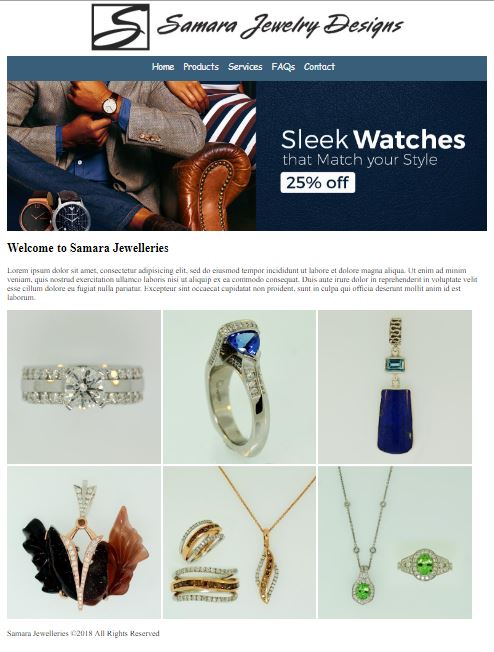 S Samara Jewelry Designs
Home Products Services FAQs Contact
Sleek Watches
that Match your Style
25% off
Welcome to Samara Jewelleries
Lorem ipsum dolor sit amet, consectetur adipisicing elit, sed do eiusmod tempor incididunt ut labore et dolore magna aliqua. Ut enim ad minim
veniam, quis nostrud exercitation ullamco laboris nisi ut aliquip ex ea commodo consequat. Duis aute irure dolor in reprehenderit in voluptate velit
esse cillum dolore eu fugiat nulla pariatur. Excepteur sint occaecat cupidatat non proident, sunt in culpa qui officia deserunt mollit anim id est
laborum.
Samara Jewelleries ©2018 All Rights Reserved